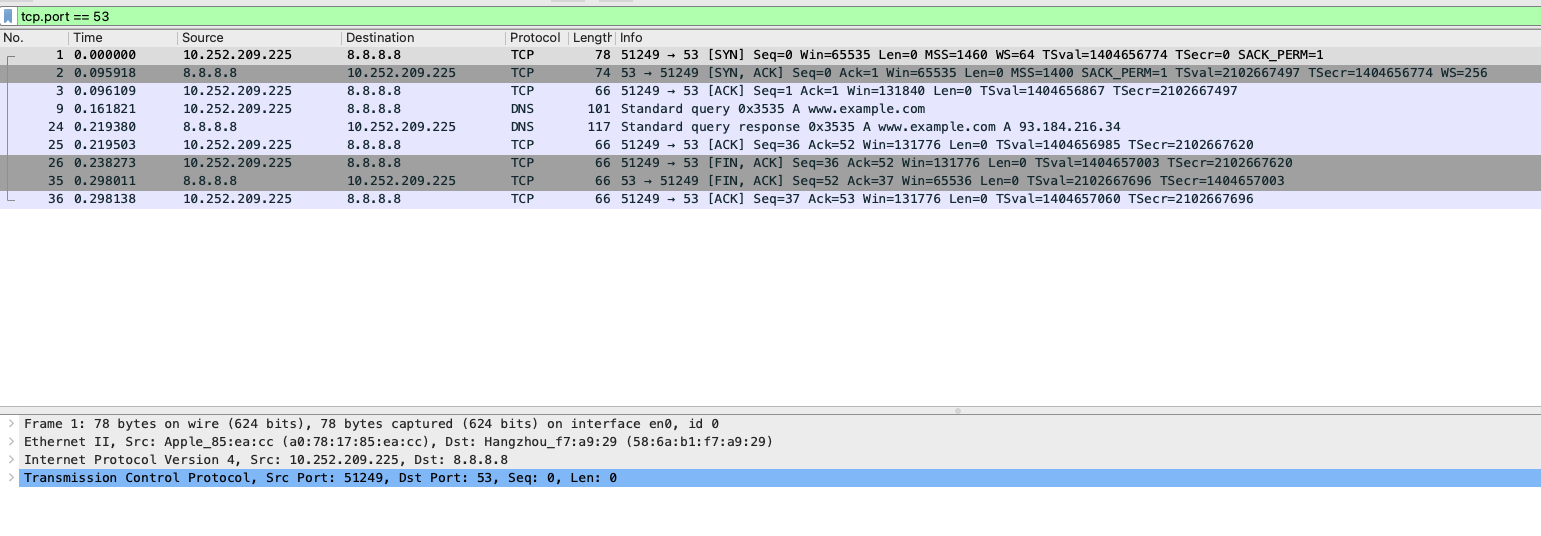 tcp.port == 53
No. Time Source Destination Protocol Length Info
1 0.000000 10.252.209.225 8.8.8.8 TCP 78 51249 → 53 [SYN] Seq=0 Win=65535 Len=0 MSS=1460 WS=64 TSval=1404656774 TSecr=0 SACK_PERM=1
2 0.095918 8.8.8.8 10.252.209.225 TCP 74 53 → 51249 [SYN, ACK] Seq=0 Ack=1 Win=65535 Len=0 MSS=1400 SACK_PERM=1 TSval=2102667497 TSecr=1404656774 WS=256
3 0.096109 10.252.209.225 8.8.8.8 TCP 66 51249 → 53 [ACK] Seq=1 Ack=1 Win=131840 Len=0 TSval=1404656867 TSecr=2102667497
9 0.161821 10.252.209.225 8.8.8.8 DNS 101 Standard query 0x3535 A www.example.com
24 0.219380 8.8.8.8 10.252.209.225 DNS 117 Standard query response 0x3535 A www.example.com A 93.184.216.34
25 0.219503 10.252.209.225 8.8.8.8 TCP 66 51249 → 53 [ACK] Seq=36 Ack=52 Win=131776 Len=0 TSval=1404656985 TSecr=2102667620
26 0.238273 10.252.209.225 8.8.8.8 TCP 66 51249 → 53 [FIN, ACK] Seq=36 Ack=52 Win=131776 Len=0 TSval=1404657003 TSecr=2102667620
35 0.298011 8.8.8.8 10.252.209.225 TCP 66 53 → 51249 [FIN, ACK] Seq=52 Ack=37 Win=65536 Len=0 TSval=2102667696 TSecr=1404657003
36 0.298138 10.252.209.225 8.8.8.8 TCP 66 51249 → 53 [ACK] Seq=37 Ack=53 Win=131776 Len=0 TSval=1404657060 TSecr=2102667696
Frame 1: 78 bytes on wire (624 bits), 78 bytes captured (624 bits) on interface en0, id 0
Ethernet II, Src: Apple_85:ea:cc (a0:78:17:85:ea:cc), Dst: Hangzhou_f7:a9:29 (58:6a:b1:f7:a9:29)
Internet Protocol Version 4, Src: 10.252.209.225, Dst: 8.8.8.8
Transmission Control Protocol, Src Port: 51249, Dst Port: 53, Seq: 0, Len: 0